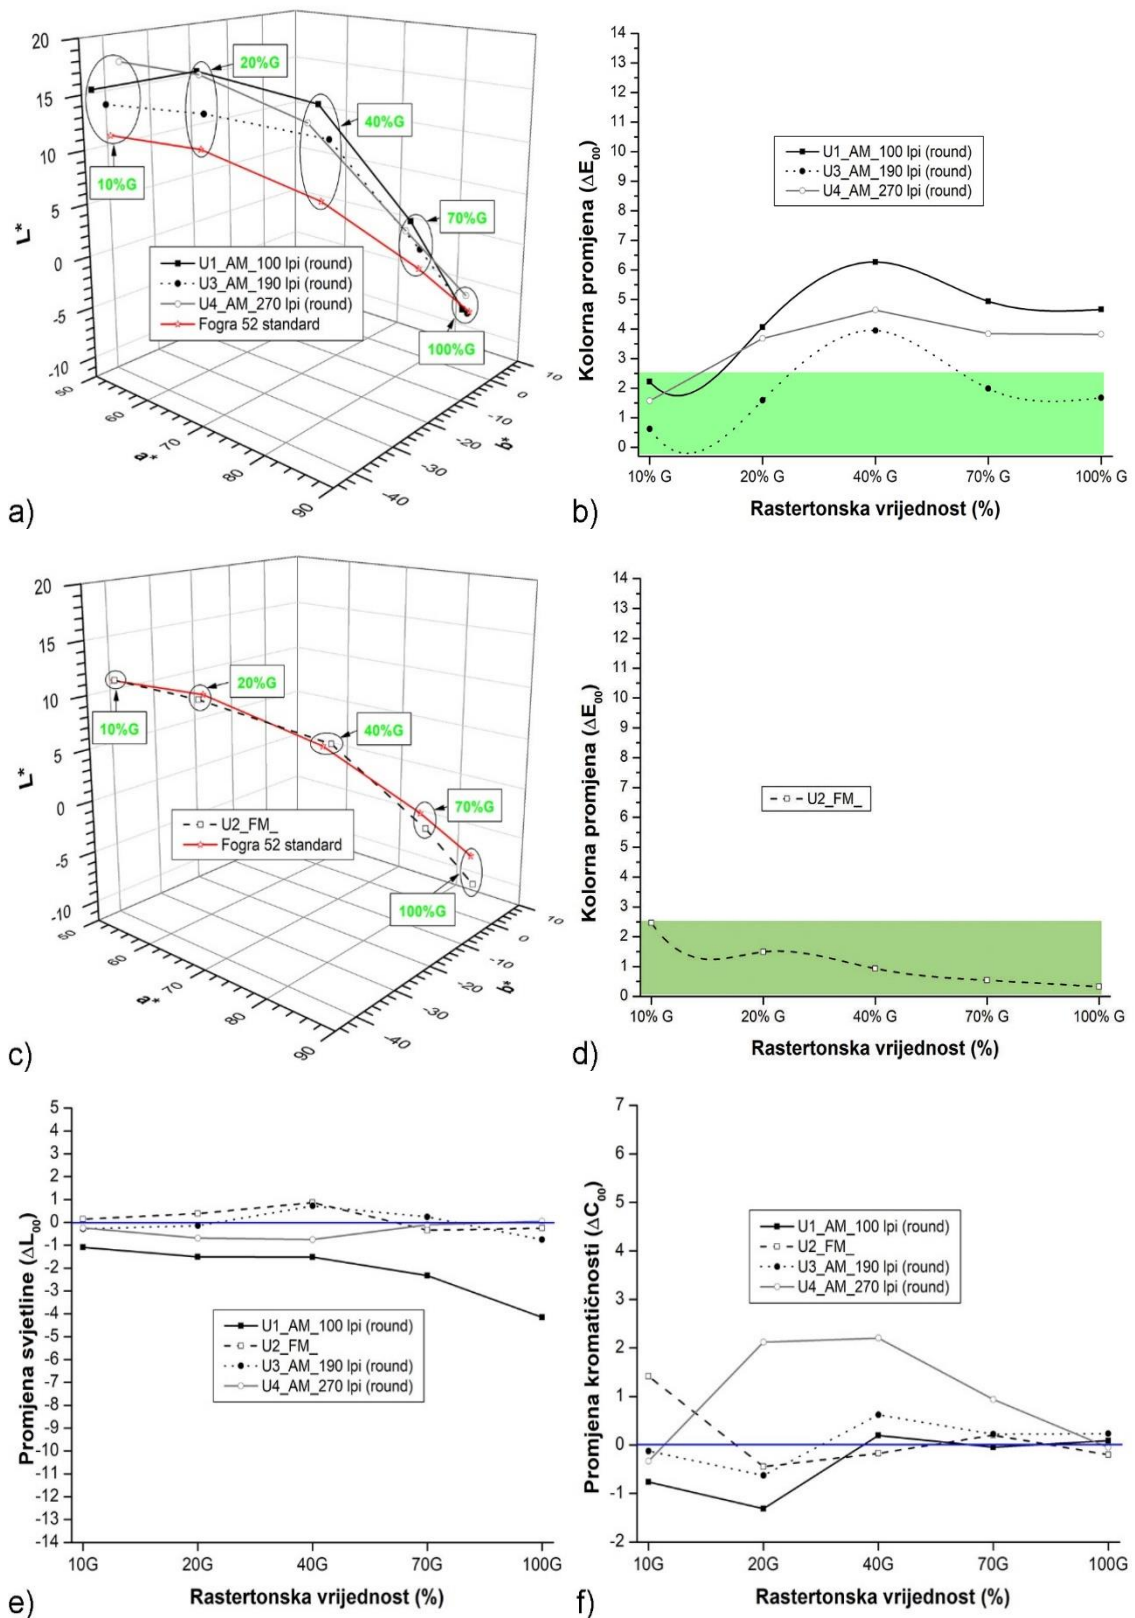 20
15
10
5
0
-5
-10
L*
50
60
70
80
90
a*
-40
-30
-20
-10
0
10
b*
20%G
40%G
10%G
70%G
100%G
U1_AM_100 lpi (round)
U3_AM_190 lpi (round)
U4_AM_270 lpi (round)
Fogra 52 standard
a)
14
13
12
11
10
9
8
7
6
5
4
3
2
1
0
Kolorna promjena (ΔE₀₀)
U1_AM_100 lpi (round)
U3_AM_190 lpi (round)
U4_AM_270 lpi (round)
10% G 20% G 40% G 70% G 100% G
Rastertonska vrijednost (%)
b)
20
15
10
5
0
-5
-10
L*
50
60
70
80
90
a*
-40
-30
-20
-10
0
10
b*
20%G
10%G
40%G
70%G
100%G
U2_FM_
Fogra 52 standard
c)
14
13
12
11
10
9
8
7
6
5
4
3
2
1
0
Kolorna promjena (ΔE₀₀)
U2_FM_
10% G 20% G 40% G 70% G 100% G
Rastertonska vrijednost (%)
d)
5
4
3
2
1
0
-1
-2
-3
-4
-5
-6
-7
-8
-9
-10
-11
-12
-13
-14
Promjena svjetline (ΔL₀₀)
U1_AM_100 lpi (round)
U2_FM_
U3_AM_190 lpi (round)
U4_AM_270 lpi (round)
10G 20G 40G 70G 100G
Rastertonska vrijednost (%)
e)
7
6
5
4
3
2
1
0
-1
-2
Promjena kromatičnosti (ΔC₀₀)
U1_AM_100 lpi (round)
U2_FM_
U3_AM_190 lpi (round)
U4_AM_270 lpi (round)
10G 20G 40G 70G 100G
Rastertonska vrijednost (%)
f)